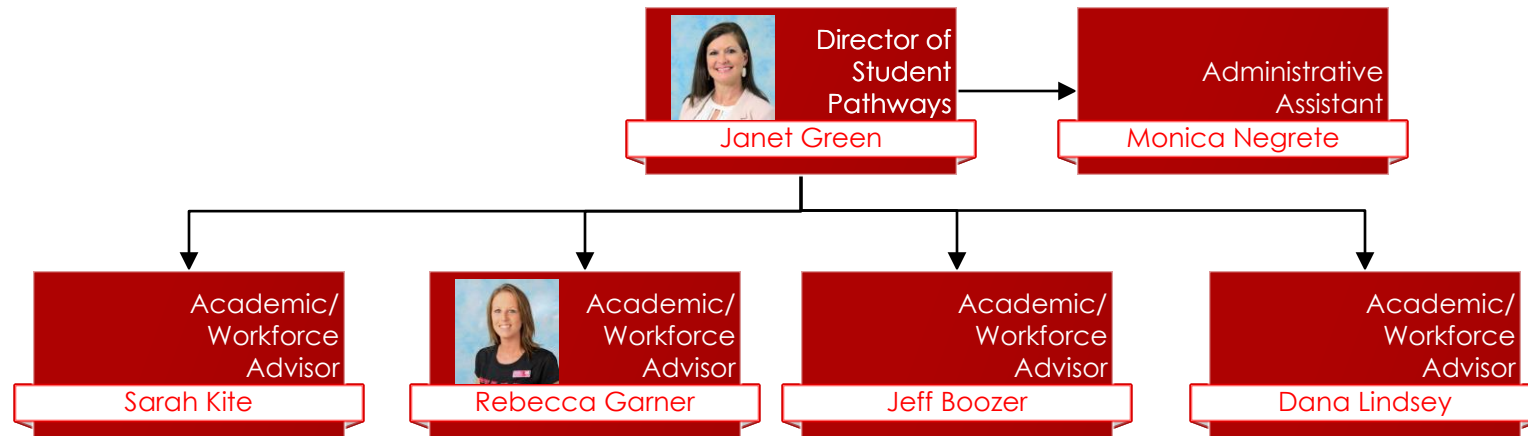 Director of
Student
Pathways
Janet Green
Administrative
Assistant
Monica Negrete
Academic/
Workforce
Advisor
Sarah Kite
Academic/
Workforce
Advisor
Rebecca Garner
Academic/
Workforce
Advisor
Jeff Boozer
Academic/
Workforce
Advisor
Dana Lindsey